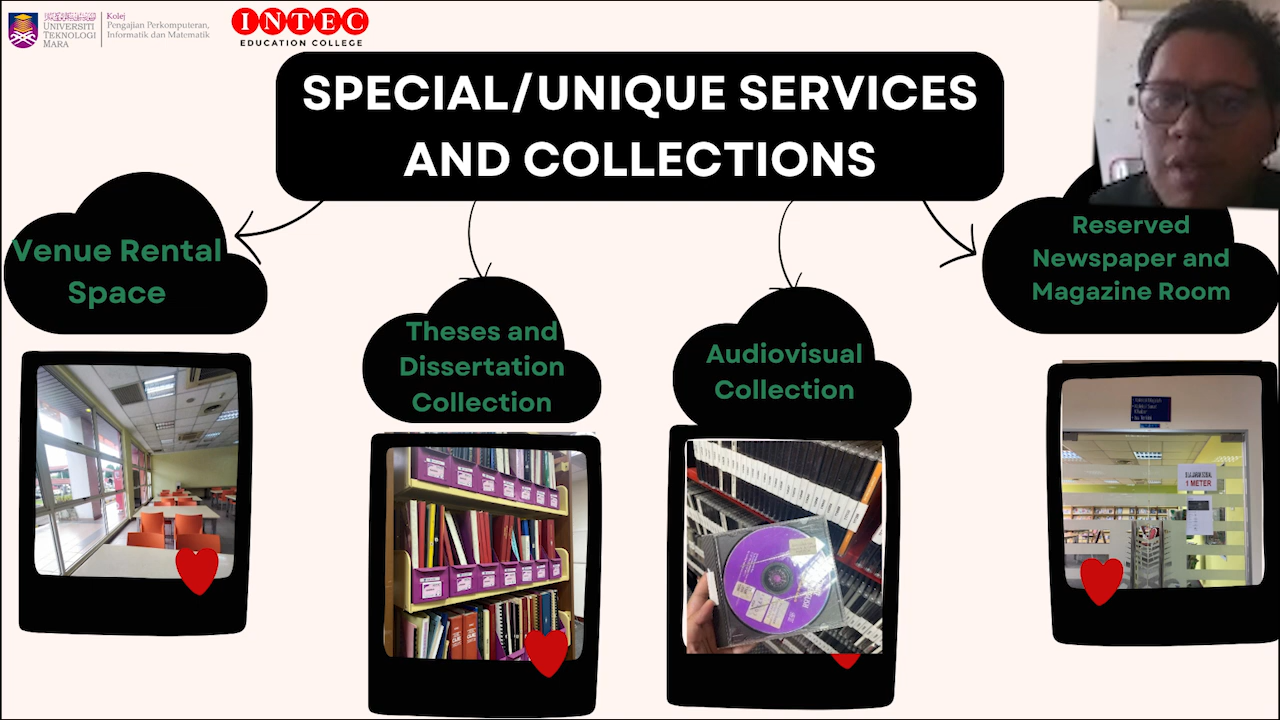 UNIVERSITI
TEKNOLOGI
MARA
Kolej
Pengajian Perkomputeran,
Informatik dan Matematik
INTEC
EDUCATION COLLEGE
SPECIAL/UNIQUE SERVICES
AND COLLECTIONS
Venue Rental
Space
Theses and
Dissertation
Collection
Audiovisual
Collection
Reserved
Newspaper and
Magazine Room
1 METER